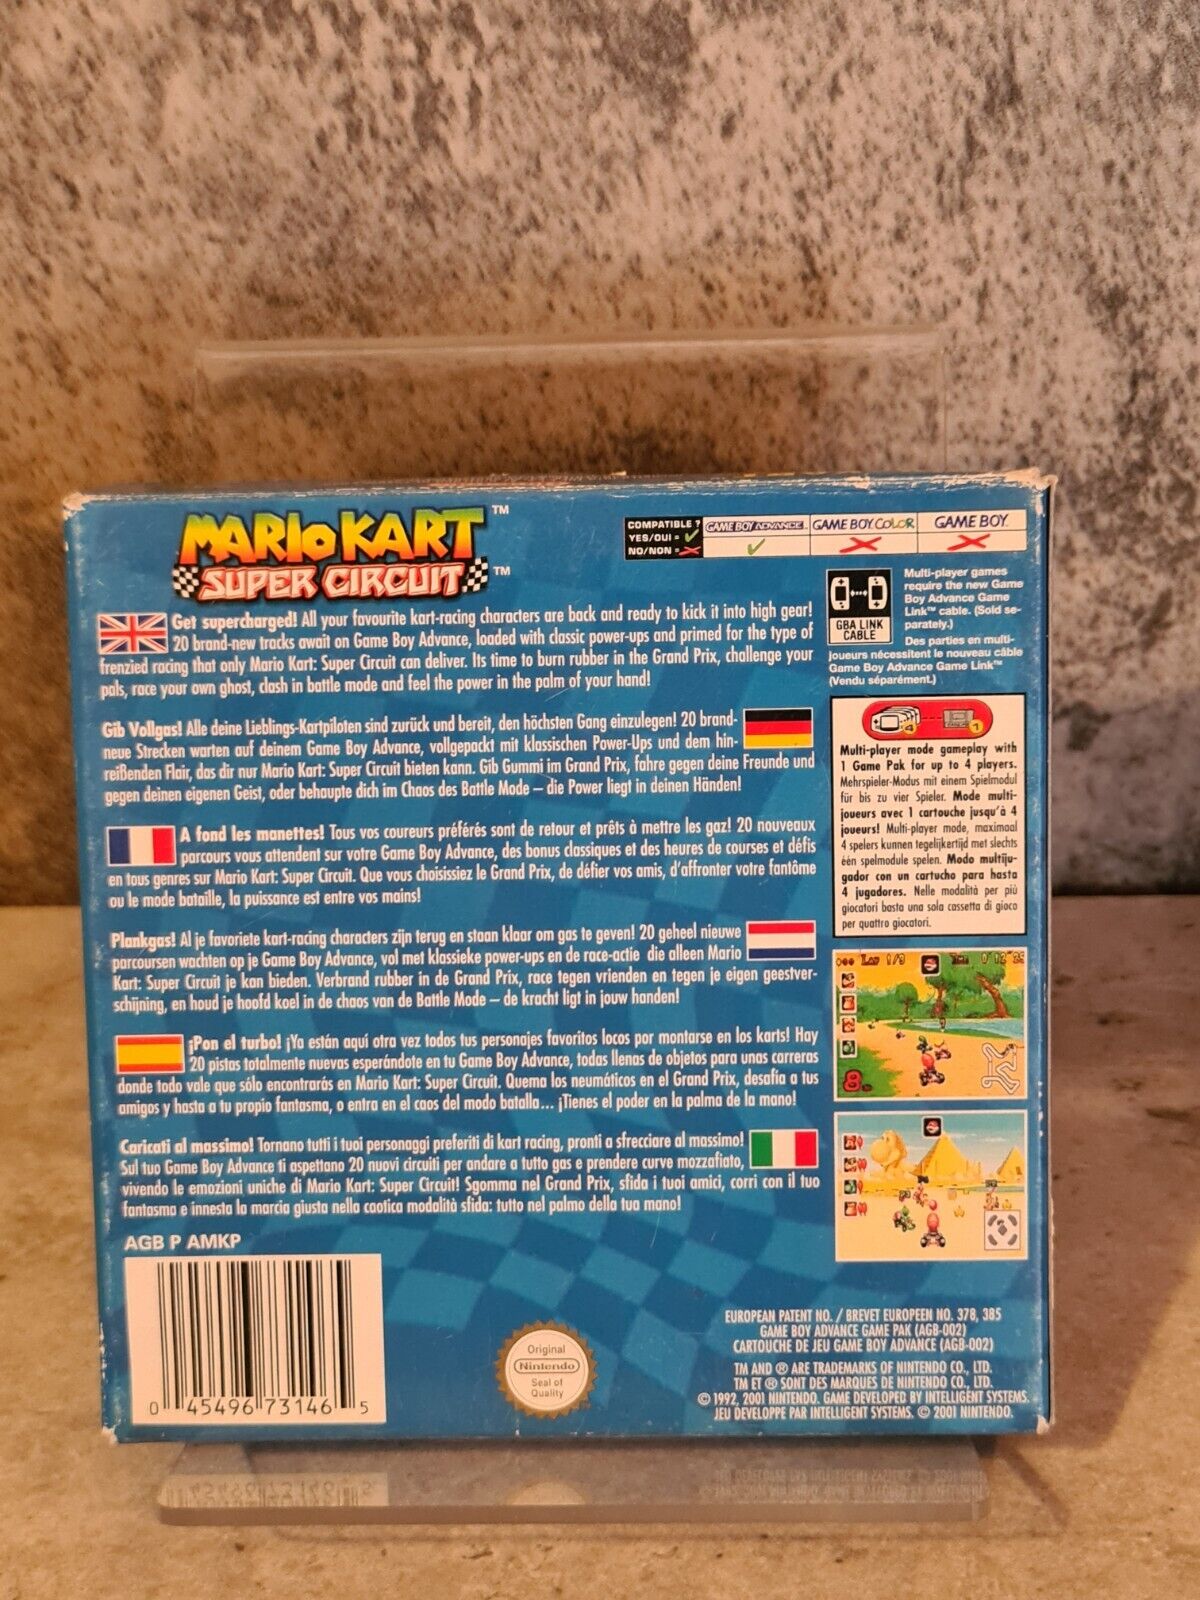 MARIO KART™
SUPER CIRCUIT™
COMPATIBLE ?
YES/OUI =
NO/NON =
GAME BOY ADVANCE
GAME BOY COLOR
GAME BOY
Get supercharged! All your favourite kart-racing characters are back and ready to kick it into high gear!
20 brand-new tracks await on Game Boy Advance, loaded with classic power-ups and primed for the type of
frenzied racing that only Mario Kart: Super Circuit can deliver. Its time to burn rubber in the Grand Prix, challenge your
pals, race your own ghost, clash in battle mode and feel the power in the palm of your hand!
Gib Vollgas! Alle deine Lieblings-Kartpiloten sind zurück und bereit, den höchsten Gang einzulegen! 20 brand-
neue Strecken warten auf deinem Game Boy Advance, vollgepackt mit klassischen Power-Ups und dem hin-
reißenden Flair, das dir nur Mario Kart: Super Circuit bieten kann. Gib Gummi im Grand Prix, fahre gegen deine Freunde und
gegen deinen eigenen Geist, oder behaupte dich im Chaos des Battle Mode – die Power liegt in deinen Händen!
A fond les manettes! Tous vos coureurs préférés sont de retour et prêts à mettre les gaz! 20 nouveaux
parcours vous attendent sur votre Game Boy Advance, des bonus classiques et des heures de courses et défis
en tous genres sur Mario Kart: Super Circuit. Que vous choisissiez le Grand Prix, de défier vos amis, d'affronter votre fantôme
ou le mode bataille, la puissance est entre vos mains!
Plankgas! Al je favoriete kart-racing characters zijn terug en staan klaar om gas te geven! 20 geheel nieuwe
parcoursen wachten op je Game Boy Advance, vol met klassieke power-ups en de race-actie die alleen Mario
Kart: Super Circuit je kan bieden. Verbrand rubber in de Grand Prix, race tegen vrienden en tegen je eigen geestver-
schijning, en houd je hoofd koel in de chaos van de Battle Mode – de kracht ligt in jouw handen!
¡Pon el turbo! ¡Ya están aquí otra vez todos tus personajes favoritos locos por montarse en los karts! Hay
20 pistas totalmente nuevas esperándote en tu Game Boy Advance, todas llenas de objetos para unas carreras
donde todo vale que sólo encontrarás en Mario Kart: Super Circuit. Quema los neumáticos en el Grand Prix, desafía a tus
amigos y hasta a tu propio fantasma, o entra en el caos del modo batalla... ¡Tienes el poder en la palma de la mano!
Caricati al massimo! Tornano tutti i tuoi personaggi preferiti di kart racing, pronti a sfrecciare al massimo!
Sul tuo Game Boy Advance ti aspettano 20 nuovi circuiti per andare a tutto gas e prendere curve mozzafiato,
vivendo le emozioni uniche di Mario Kart: Super Circuit! Sgomma nel Grand Prix, sfida i tuoi amici, corri con il tuo
fantasma e innesta la marcia giusta nella caotica modalità sfida: tutto nel palmo della tua mano!
AGB P AMKP
0 45496 73146 5
Original
Nintendo
Seal of
Quality
GBA LINK
CABLE
Multi-player games
require the new Game
Boy Advance Game
Link™ cable. (Sold se-
parately.)
Des parties en multi-
joueurs nécessitent le nouveau câble
Game Boy Advance Game Link™
(Vendu séparément.)
4 1
Multi-player mode gameplay with
1 Game Pak for up to 4 players.
Mehrspieler-Modus mit einem Spielmodul
für bis zu vier Spieler. Mode multi-
joueurs avec 1 cartouche jusqu'à 4
joueurs! Multi-player mode, maximaal
4 spelers kunnen tegelijkertijd met slechts
één spelmodule spelen. Modo multiju-
gador con un cartucho para hasta
4 jugadores. Nelle modalità per più
giocatori basta una sola cassetta di gioco
per quattro giocatori.
LAP 1/3
0'12"25
8
EUROPEAN PATENT NO. / BREVET EUROPEEN NO. 378, 385
GAME BOY ADVANCE GAME PAK (AGB-002)
CARTOUCHE DE JEU GAME BOY ADVANCE (AGB-002)
TM AND ® ARE TRADEMARKS OF NINTENDO CO., LTD.
TM ET ® SONT DES MARQUES DE NINTENDO CO., LTD.
© 1992, 2001 NINTENDO. GAME DEVELOPED BY INTELLIGENT SYSTEMS.
JEU DEVELOPPE PAR INTELLIGENT SYSTEMS. © 2001 NINTENDO.